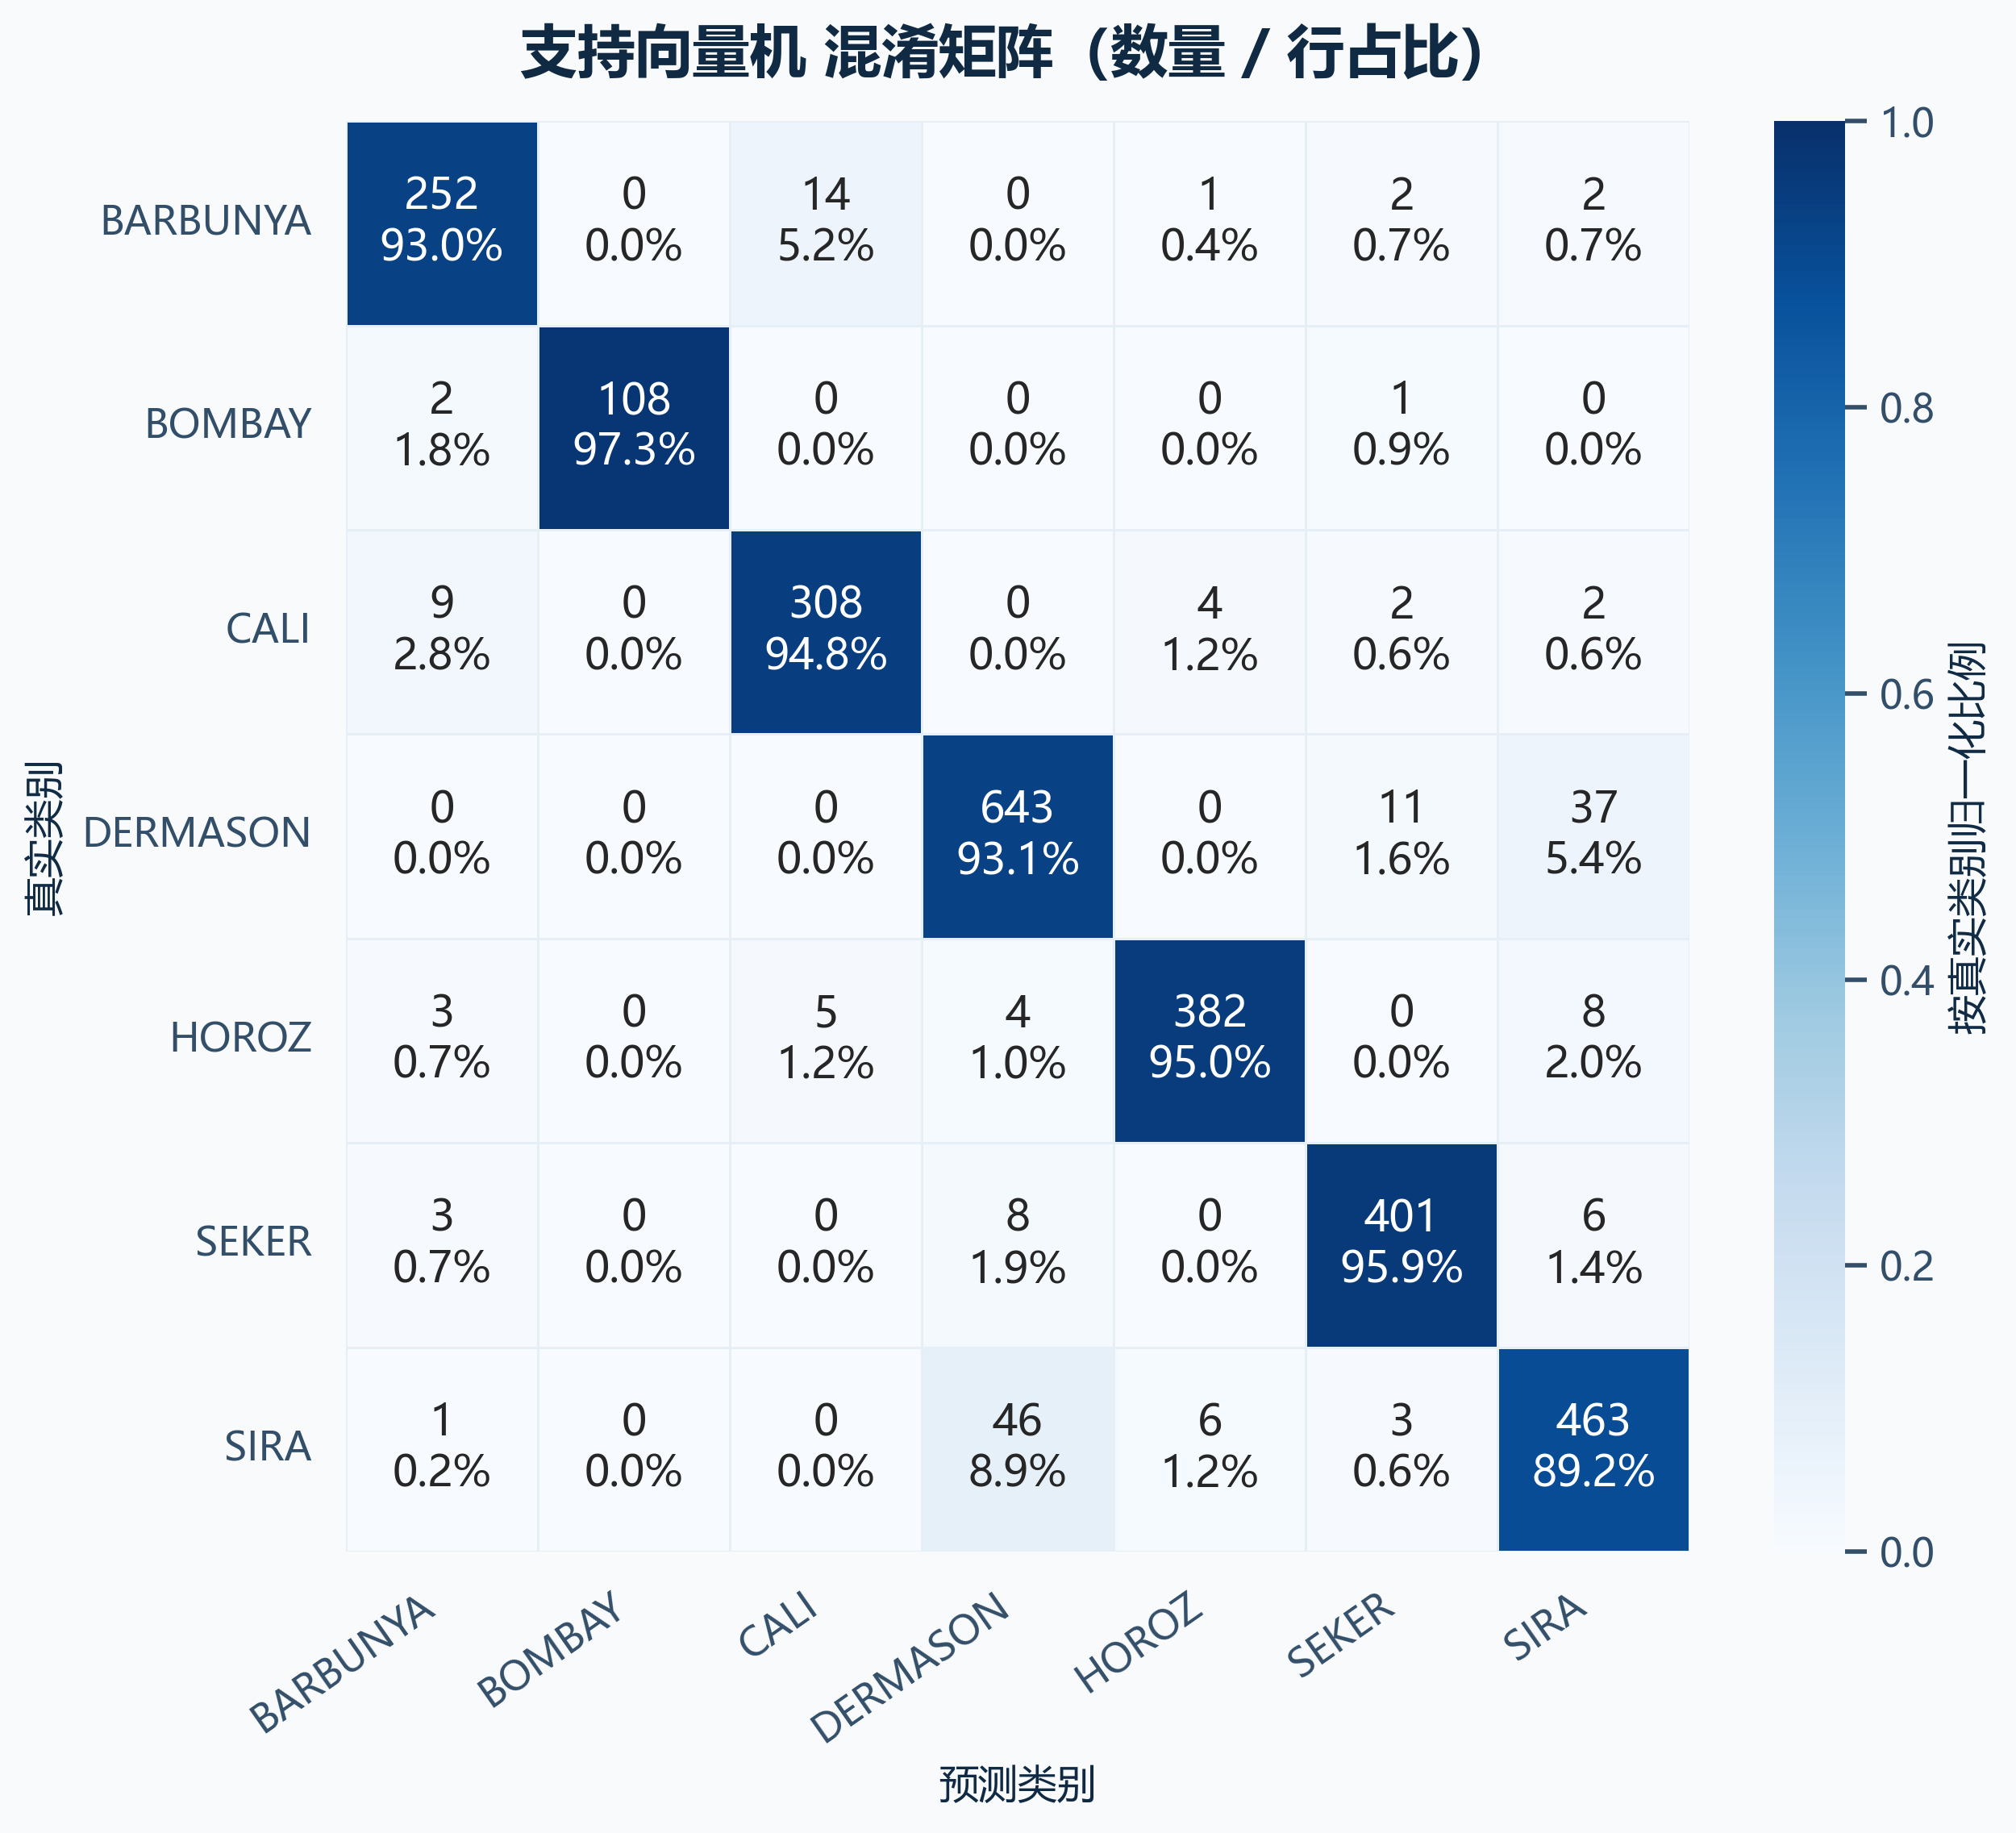 支持向量机 混淆矩阵（数量 / 行占比）
BARBUNYA
252 0 14 0 1 2 2
93.0% 0.0% 5.2% 0.0% 0.4% 0.7% 0.7%
BOMBAY
2 108 0 0 0 1 0
1.8% 97.3% 0.0% 0.0% 0.0% 0.9% 0.0%
CALI
9 0 308 0 4 2 2
2.8% 0.0% 94.8% 0.0% 1.2% 0.6% 0.6%
DERMASON
0 0 0 643 0 11 37
0.0% 0.0% 0.0% 93.1% 0.0% 1.6% 5.4%
HOROZ
3 0 5 4 382 0 8
0.7% 0.0% 1.2% 1.0% 95.0% 0.0% 2.0%
SEKER
3 0 0 8 0 401 6
0.7% 0.0% 0.0% 1.9% 0.0% 95.9% 1.4%
SIRA
1 0 0 46 6 3 463
0.2% 0.0% 0.0% 8.9% 1.2% 0.6% 89.2%
真实类别
BARBUNYA BOMBAY CALI DERMASON HOROZ SEKER SIRA
预测类别
1.0
0.8
0.6
0.4
0.2
0.0
按真实类别归一化比例